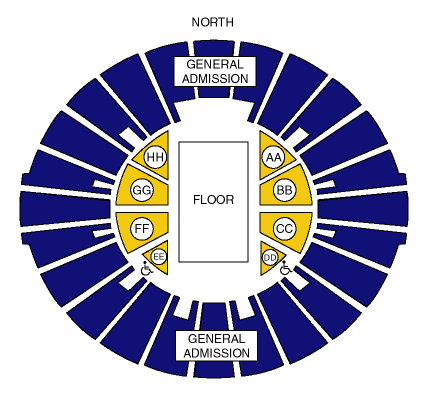 NORTH
GENERAL
ADMISSION
HH
AA
GG
BB
FLOOR
FF
CC
EE
DD
GENERAL
ADMISSION